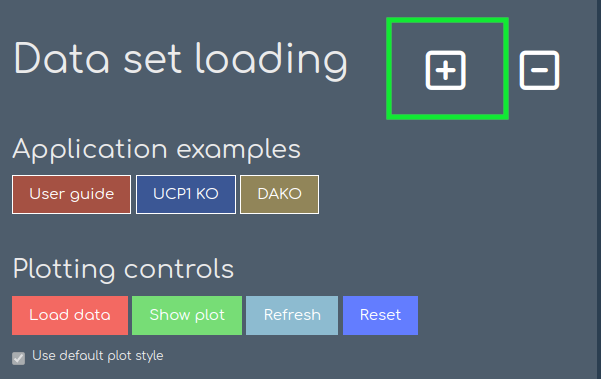 Data set loading
Application examples
User guide UCP1 KO DAKO
Plotting controls
Load data Show plot Refresh Reset
Use default plot style